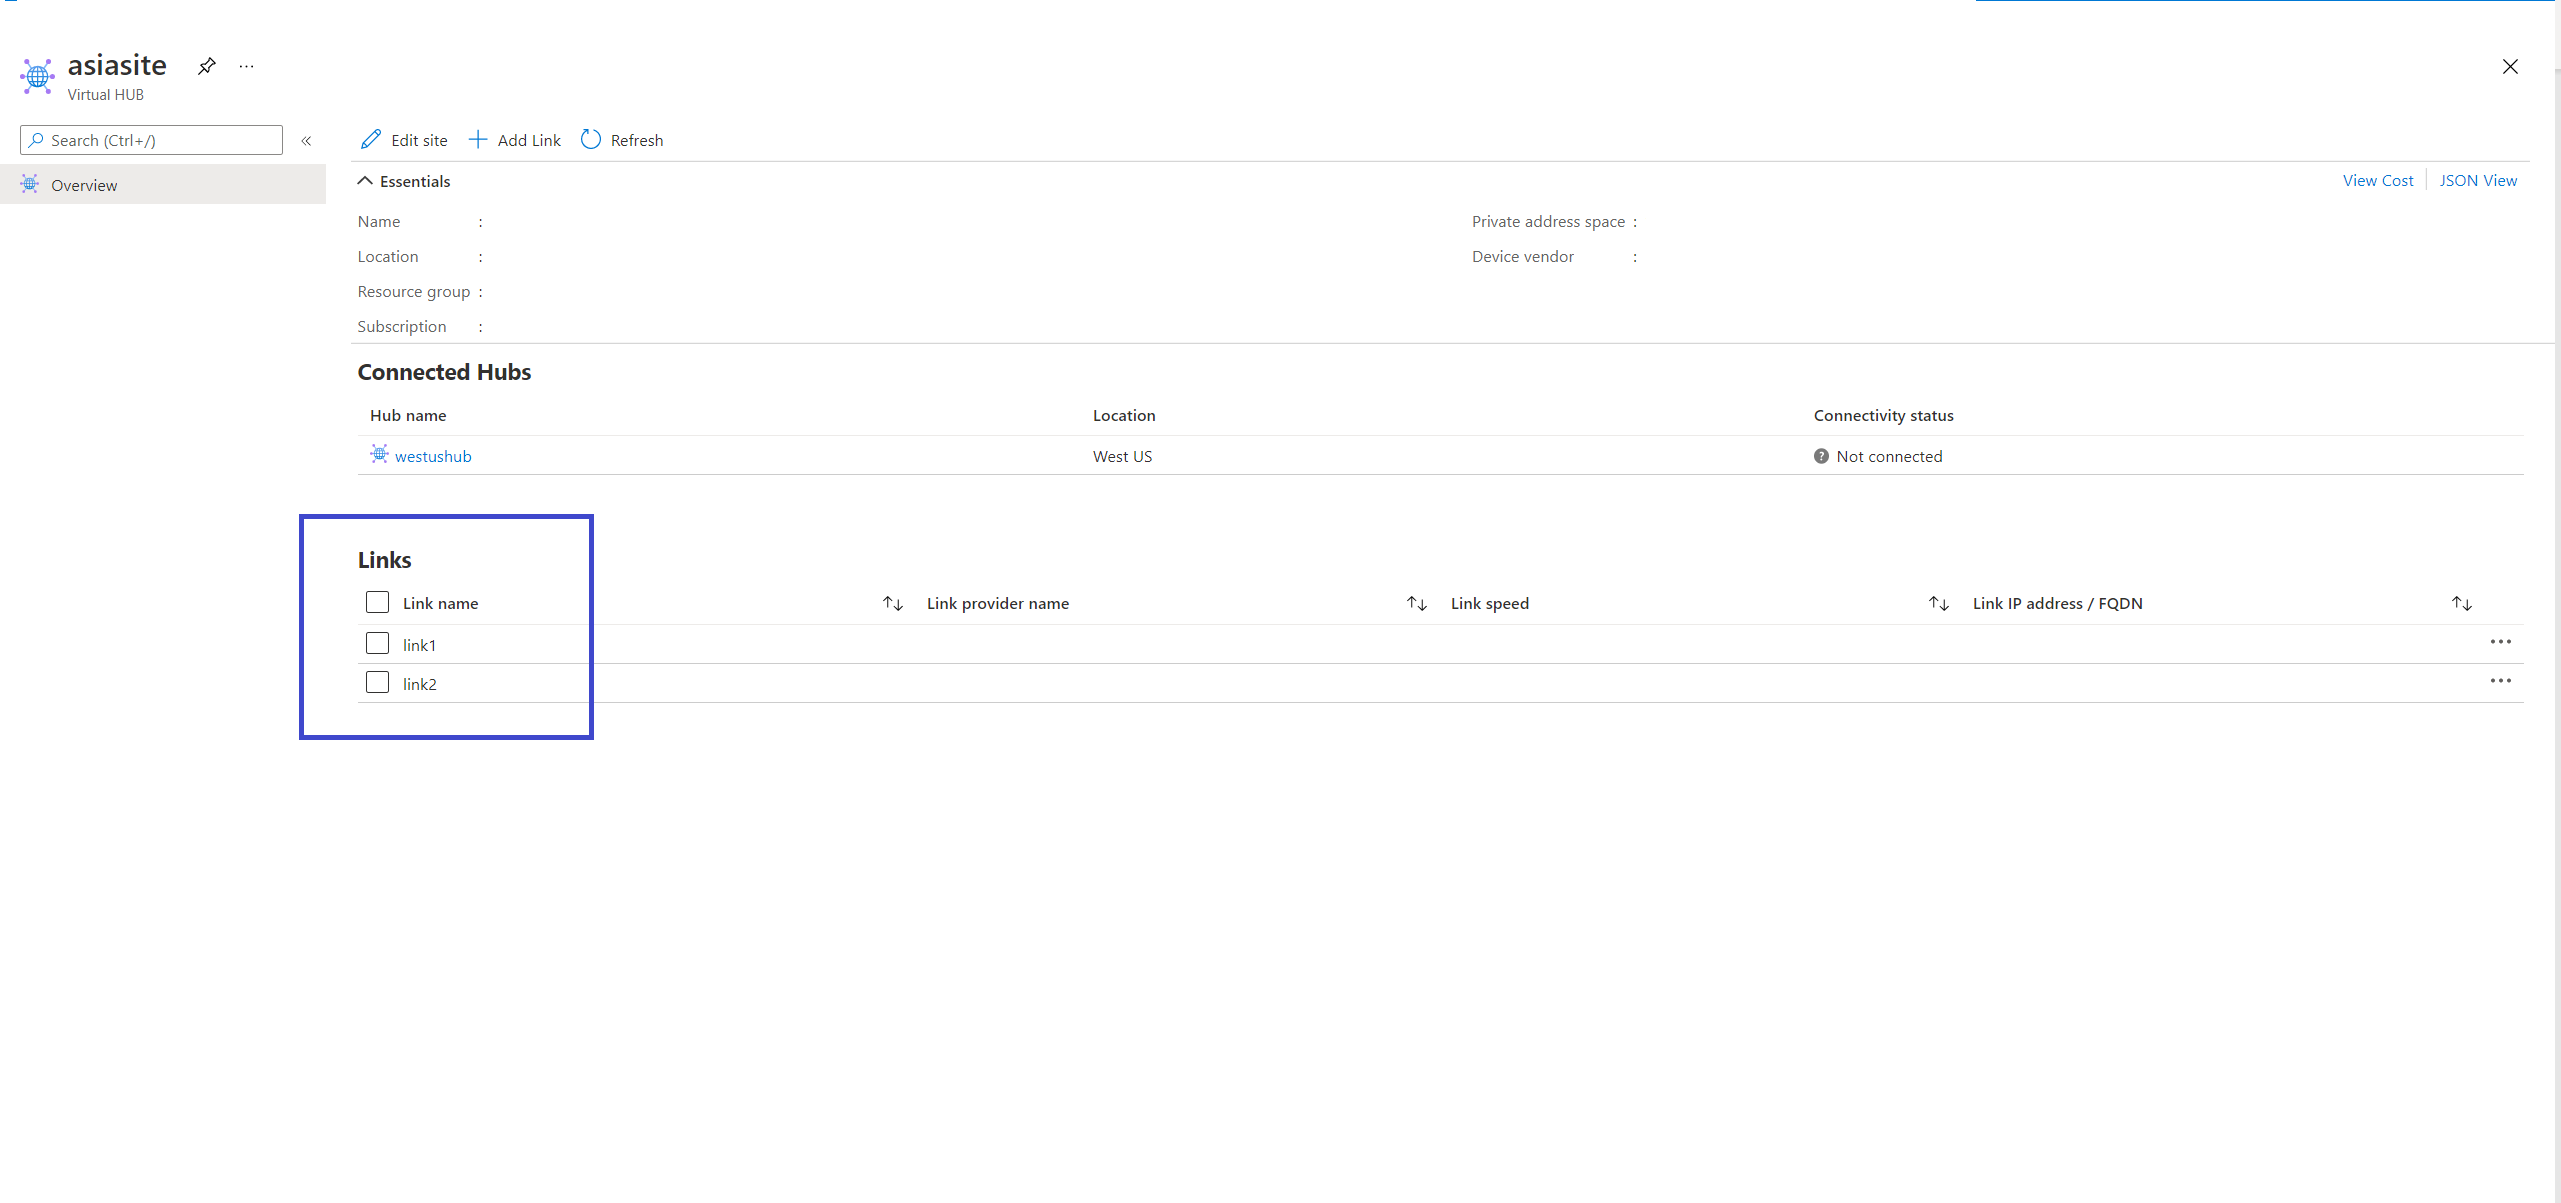 asiasite
Virtual HUB
Search (Ctrl+/)
Overview
Edit site
Add Link
Refresh
Essentials
View Cost
JSON View
Name :
Location :
Resource group :
Subscription :
Private address space :
Device vendor :
Connected Hubs
Hub name Location Connectivity status
westushub West US Not connected
Links
Link name Link provider name Link speed Link IP address / FQDN
link1
link2